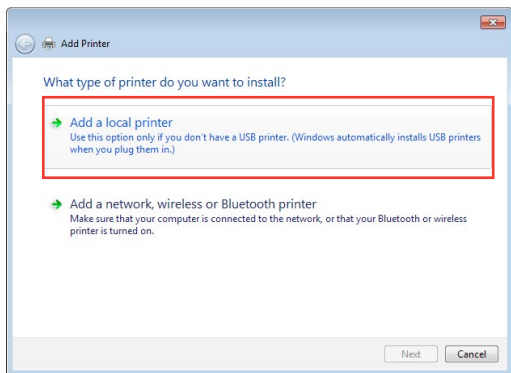 Add Printer
What type of printer do you want to install?
Add a local printer
Use this option only if you don't have a USB printer. (Windows automatically installs USB printers
when you plug them in.)
Add a network, wireless or Bluetooth printer
Make sure that your computer is connected to the network, or that your Bluetooth or wireless
printer is turned on.
Next Cancel